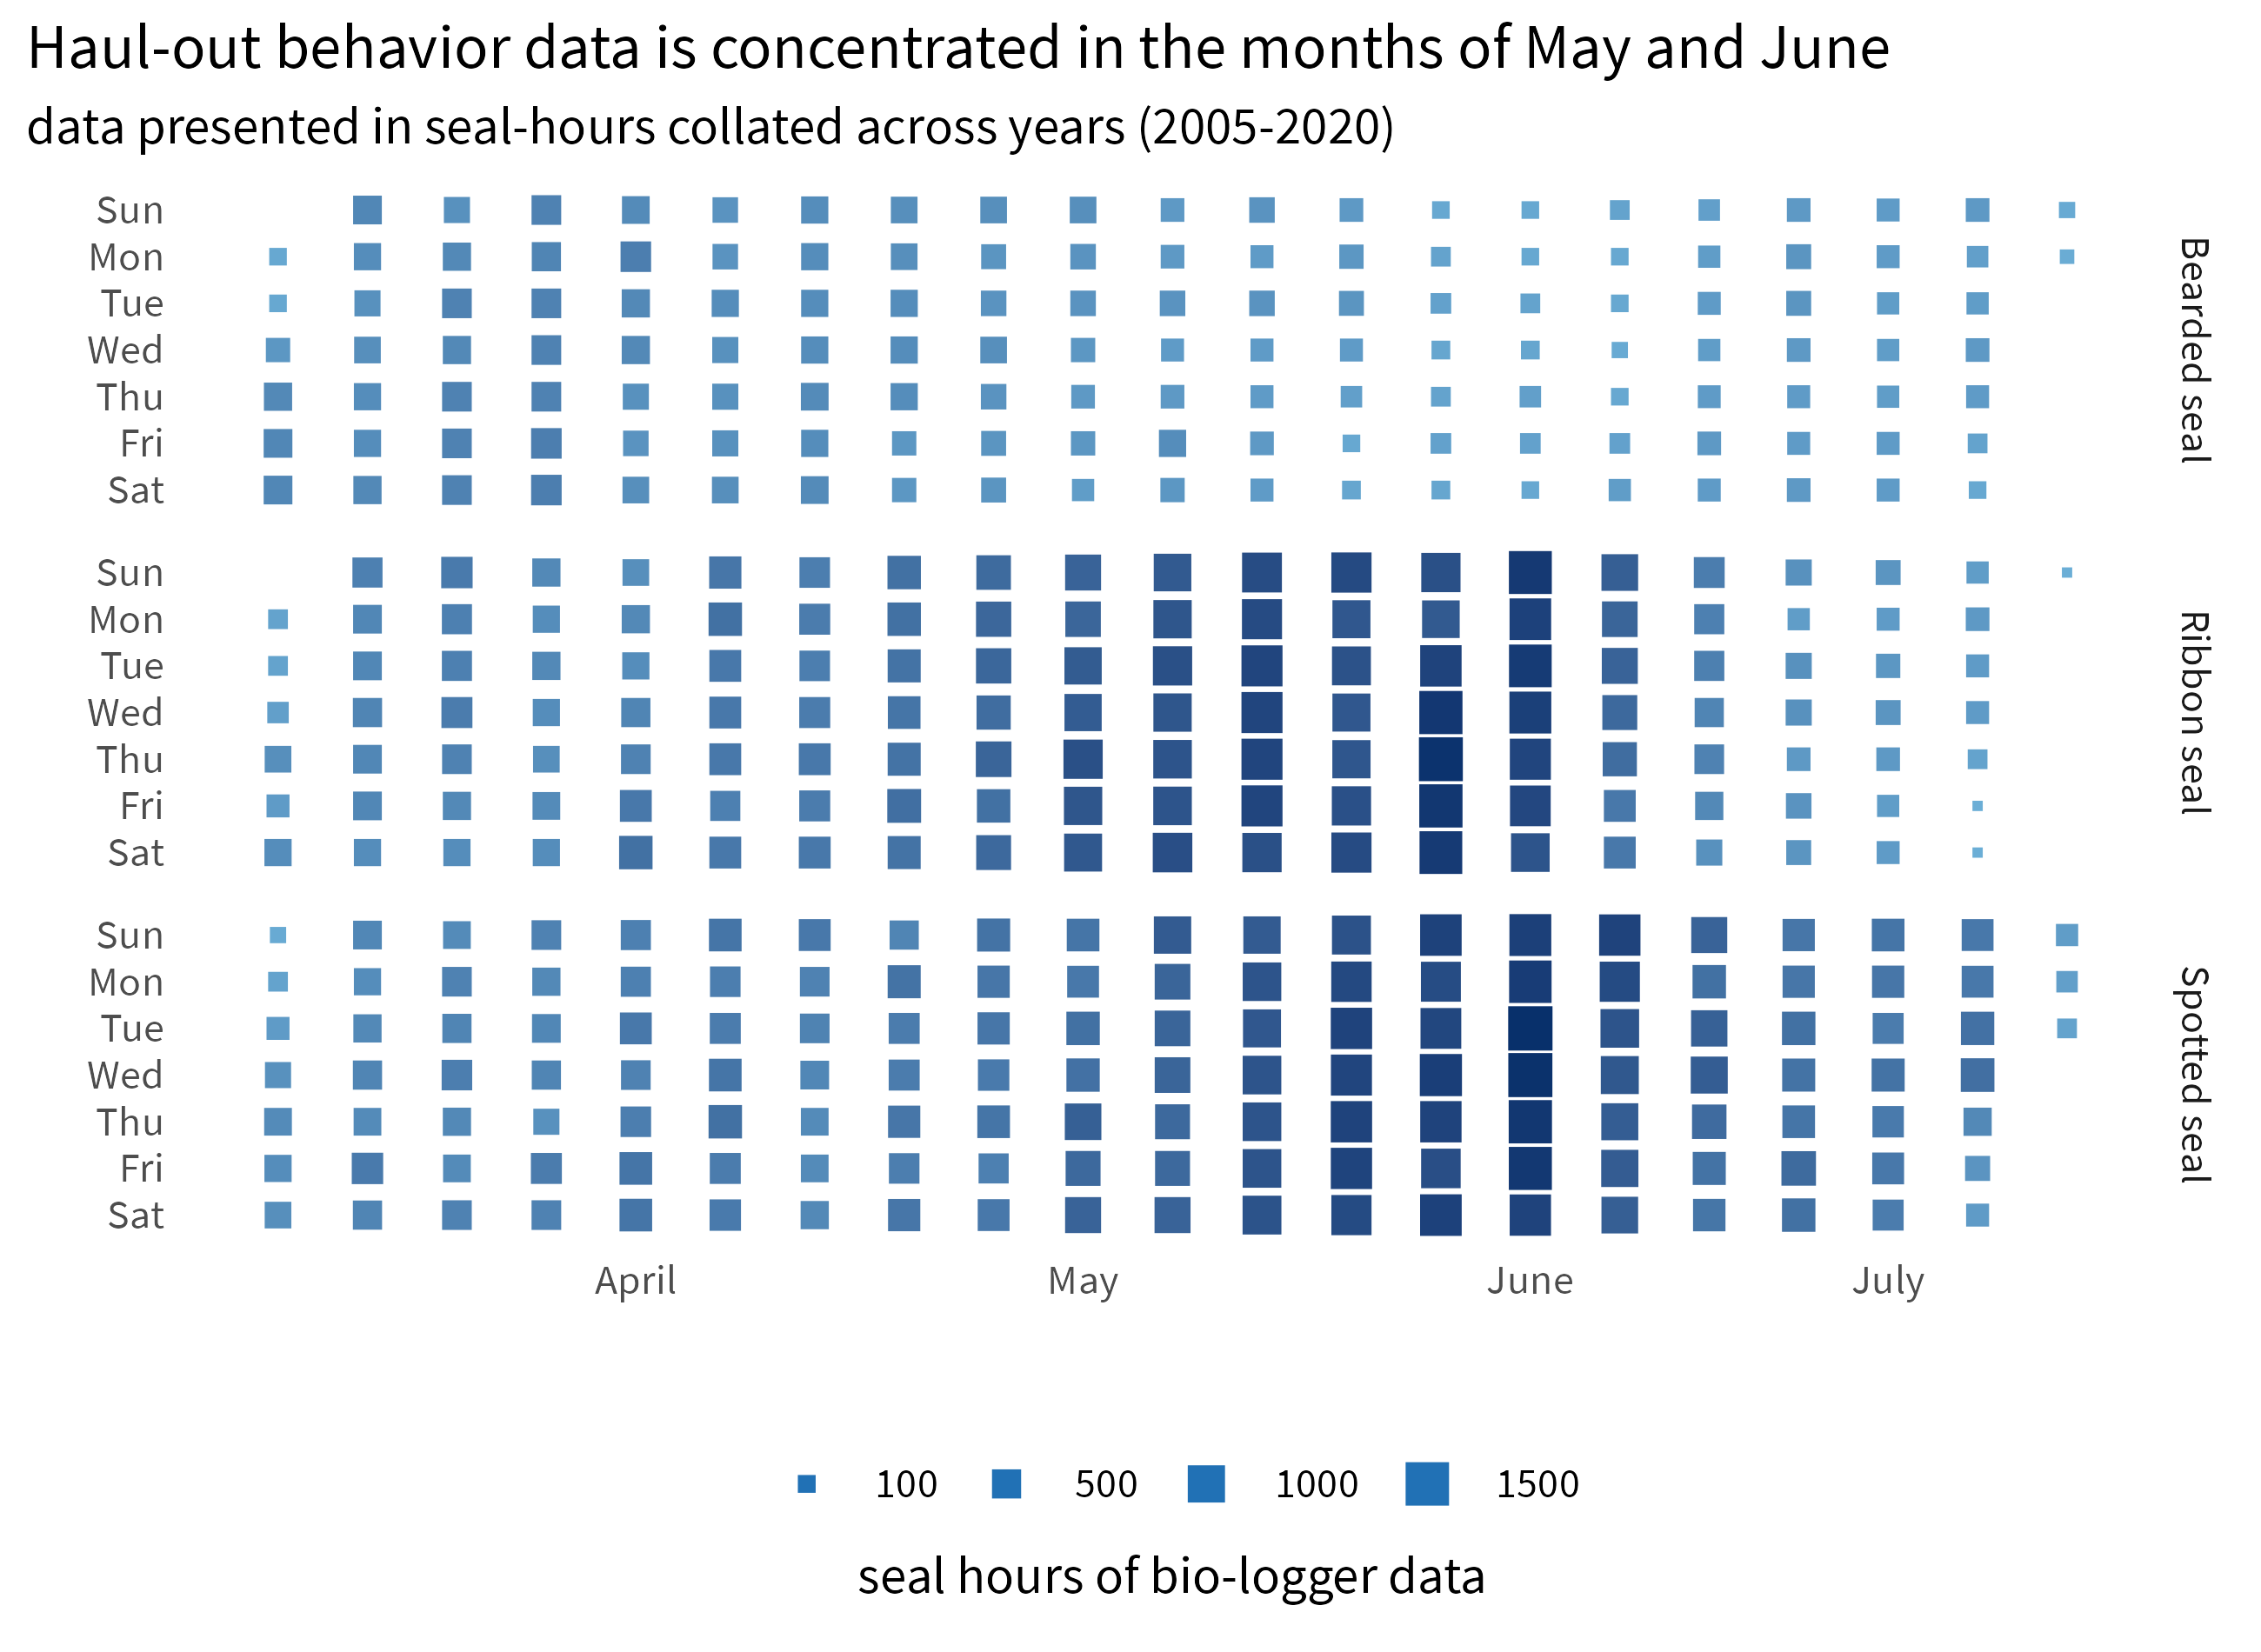 Haul-out behavior data is concentrated in the months of May and June
data presented in seal-hours collated across years (2005-2020)
Sun
Mon
Tue
Wed
Thu
Fri
Sat
Bearded seal
Sun
Mon
Tue
Wed
Thu
Fri
Sat
Ribbon seal
Sun
Mon
Tue
Wed
Thu
Fri
Sat
Spotted seal
April May June July
100 500 1000 1500
seal hours of bio-logger data